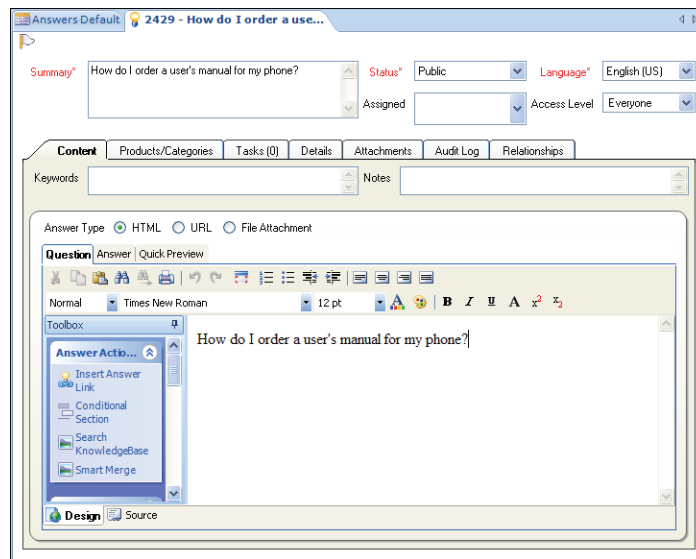 Answers Default 2429 - How do I order a use...
Summary* How do I order a user's manual for my phone? Status* Public Language* English (US)
Assigned Access Level Everyone
Content Products/Categories Tasks (0) Details Attachments Audit Log Relationships
Keywords Notes
Answer Type HTML URL File Attachment
Question Answer Quick Preview
Normal Times New Roman 12 pt A B I U A x² x₂
Toolbox
How do I order a user's manual for my phone?
Answer Actio...
Insert Answer
Link
Conditional
Section
Search
KnowledgeBase
Smart Merge
Design Source